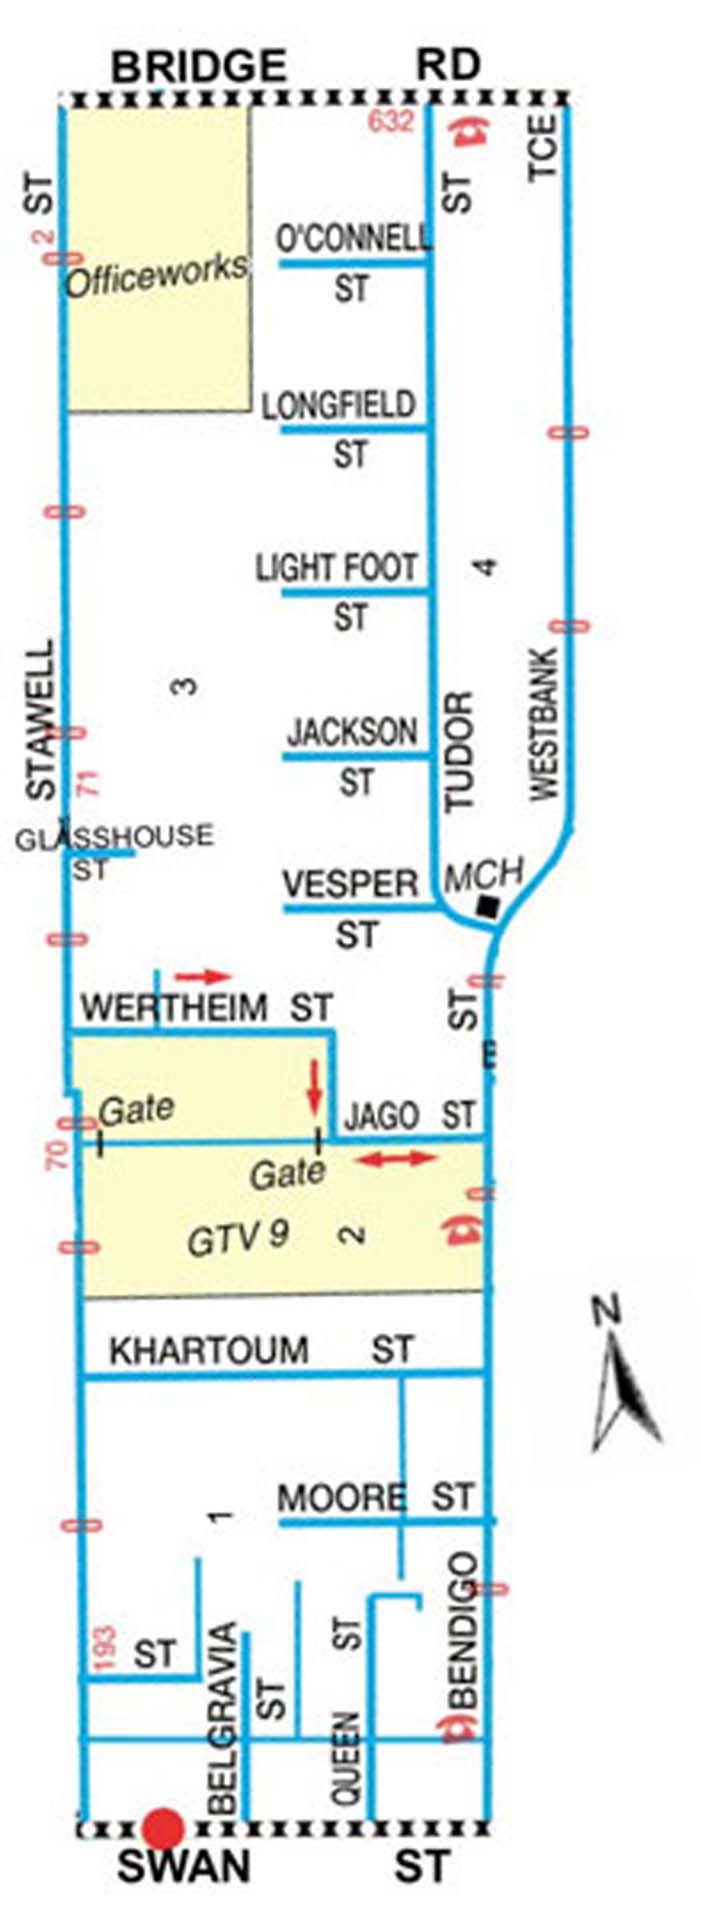 BRIDGE RD
632
ST
TCE
ST
2
O'CONNELL
ST
Officeworks
LONGFIELD
ST
LIGHT FOOT
ST
4
3
STAWELL
WESTBANK
TUDOR
JACKSON
ST
71
GLASSHOUSE
ST
MCH
VESPER
ST
WERTHEIM ST
ST
E
Gate
JAGO ST
70
Gate
GTV 9
2
KHARTOUM ST
N
MOORE ST
1
BENDIGO
193
ST
BELGRAVIA
ST
QUEEN ST
SWAN ST